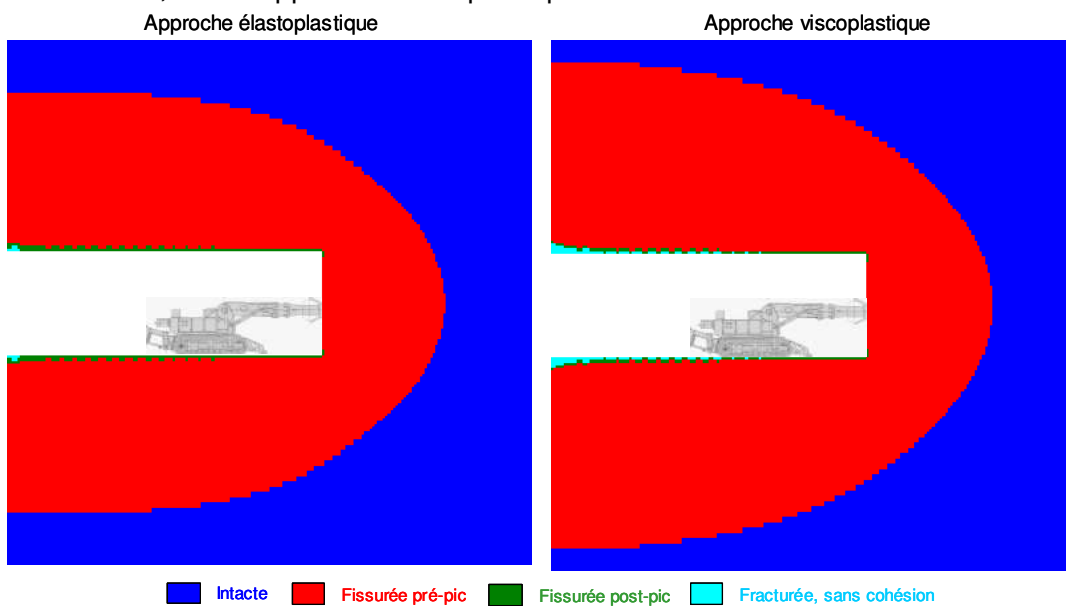 Approche élastoplastique
Approche viscoplastique
Intacte
Fissurée pré-pic
Fissurée post-pic
Fracturée, sans cohésion